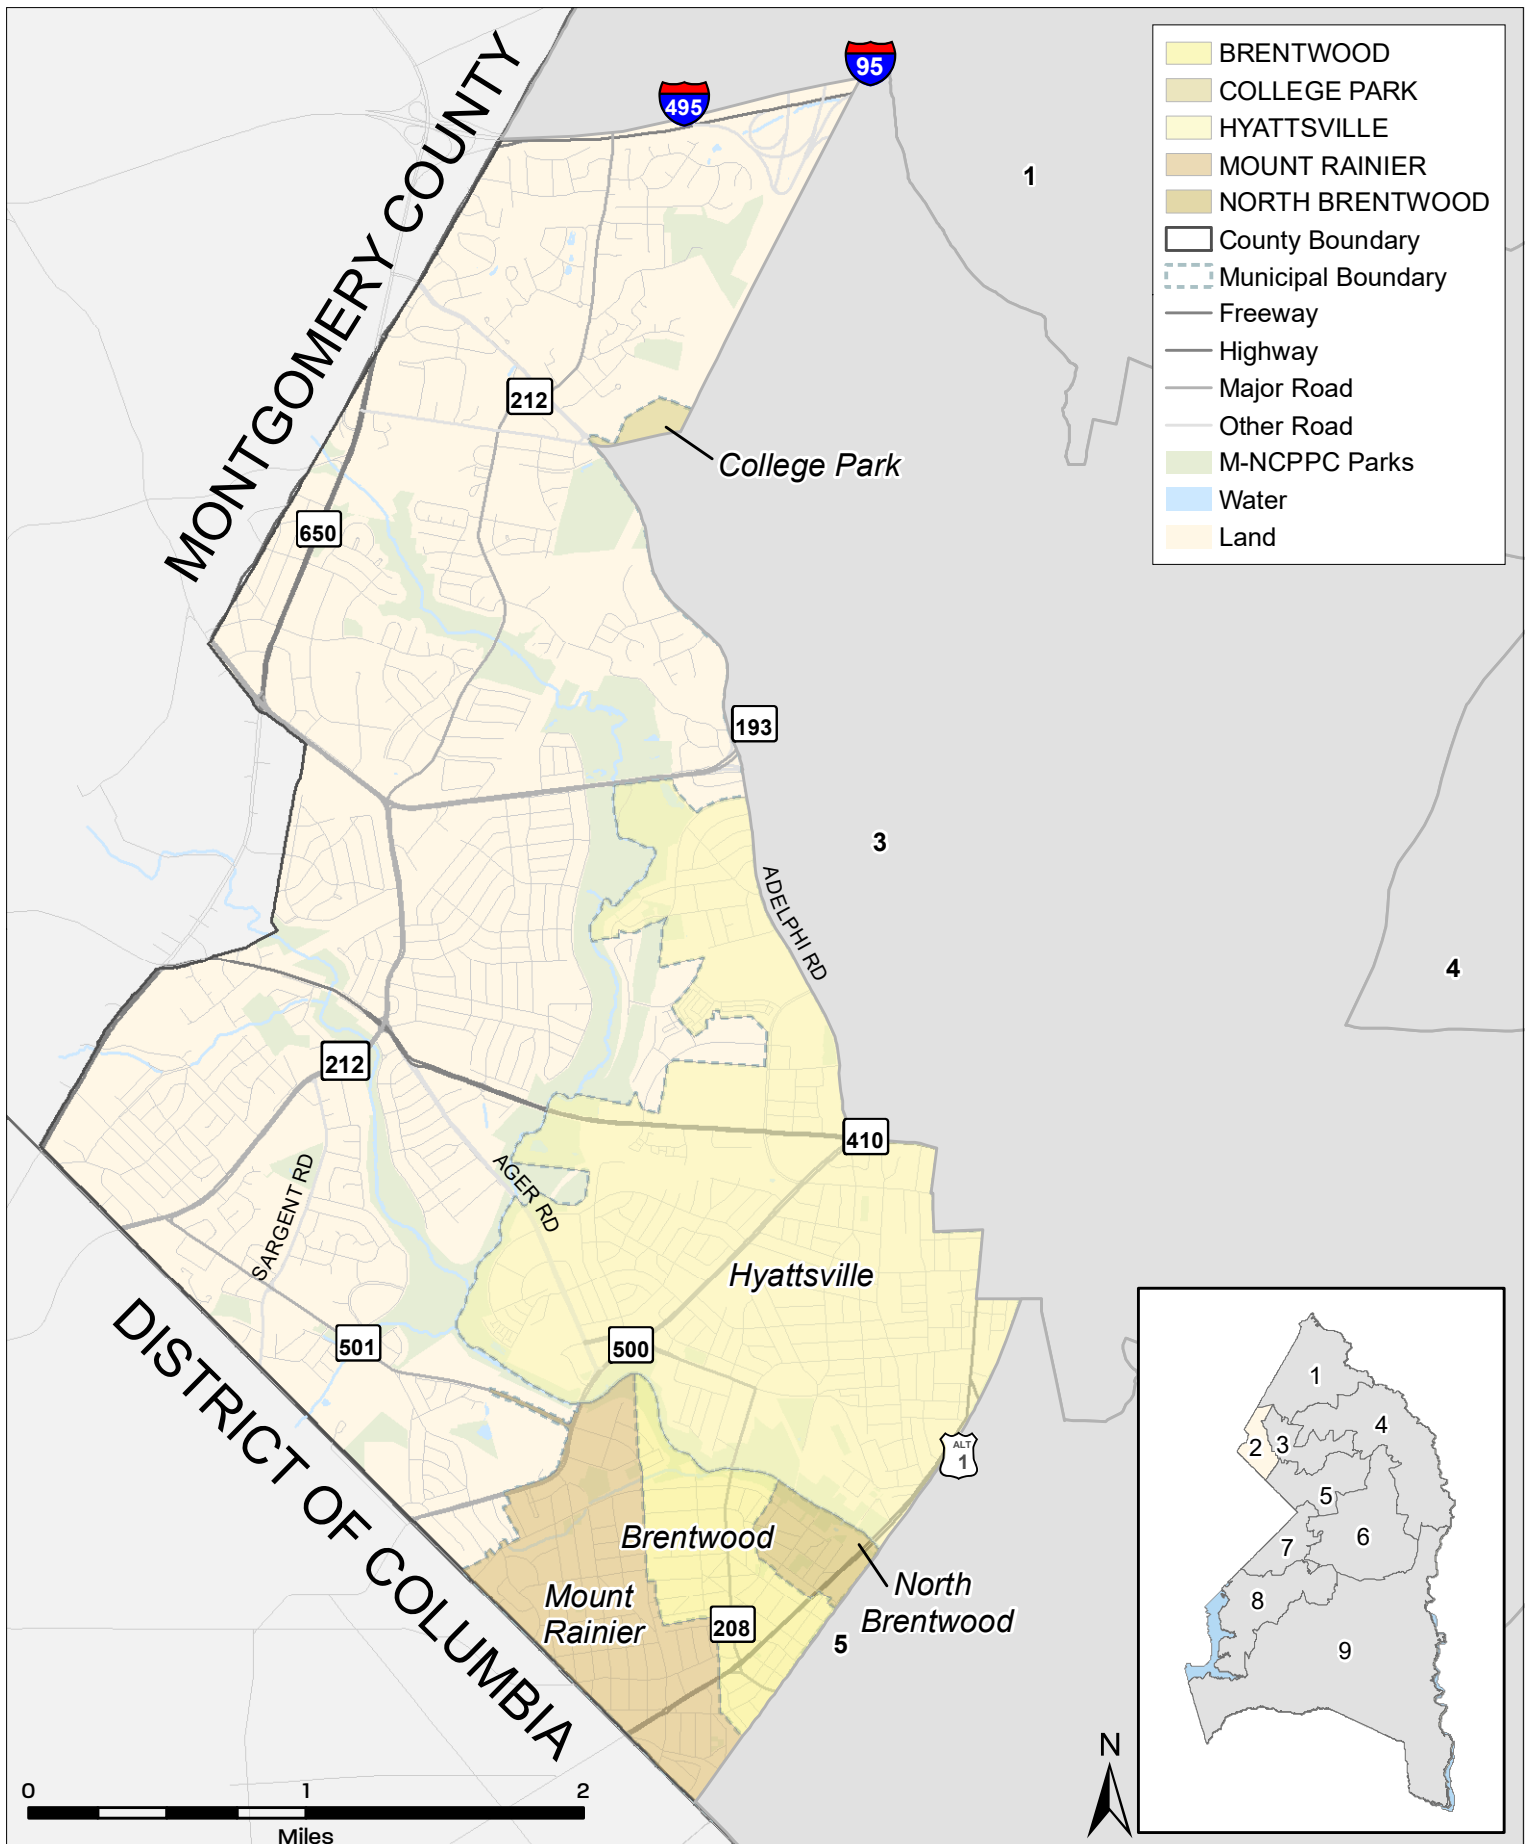 MONTGOMERY COUNTY
95
495
BRENTWOOD
COLLEGE PARK
HYATTSVILLE
MOUNT RAINIER
NORTH BRENTWOOD
County Boundary
Municipal Boundary
Freeway
Highway
Major Road
Other Road
M-NCPPC Parks
Water
Land
1
212
College Park
650
193
3
ADELPHI RD
4
212
410
SARGENT RD
AGER RD
Hyattsville
501
500
DISTRICT OF COLUMBIA
ALT
1
Brentwood
Mount
Rainier
North
Brentwood
208
5
1
2
3
4
5
6
7
8
9
N
0 1 2
Miles